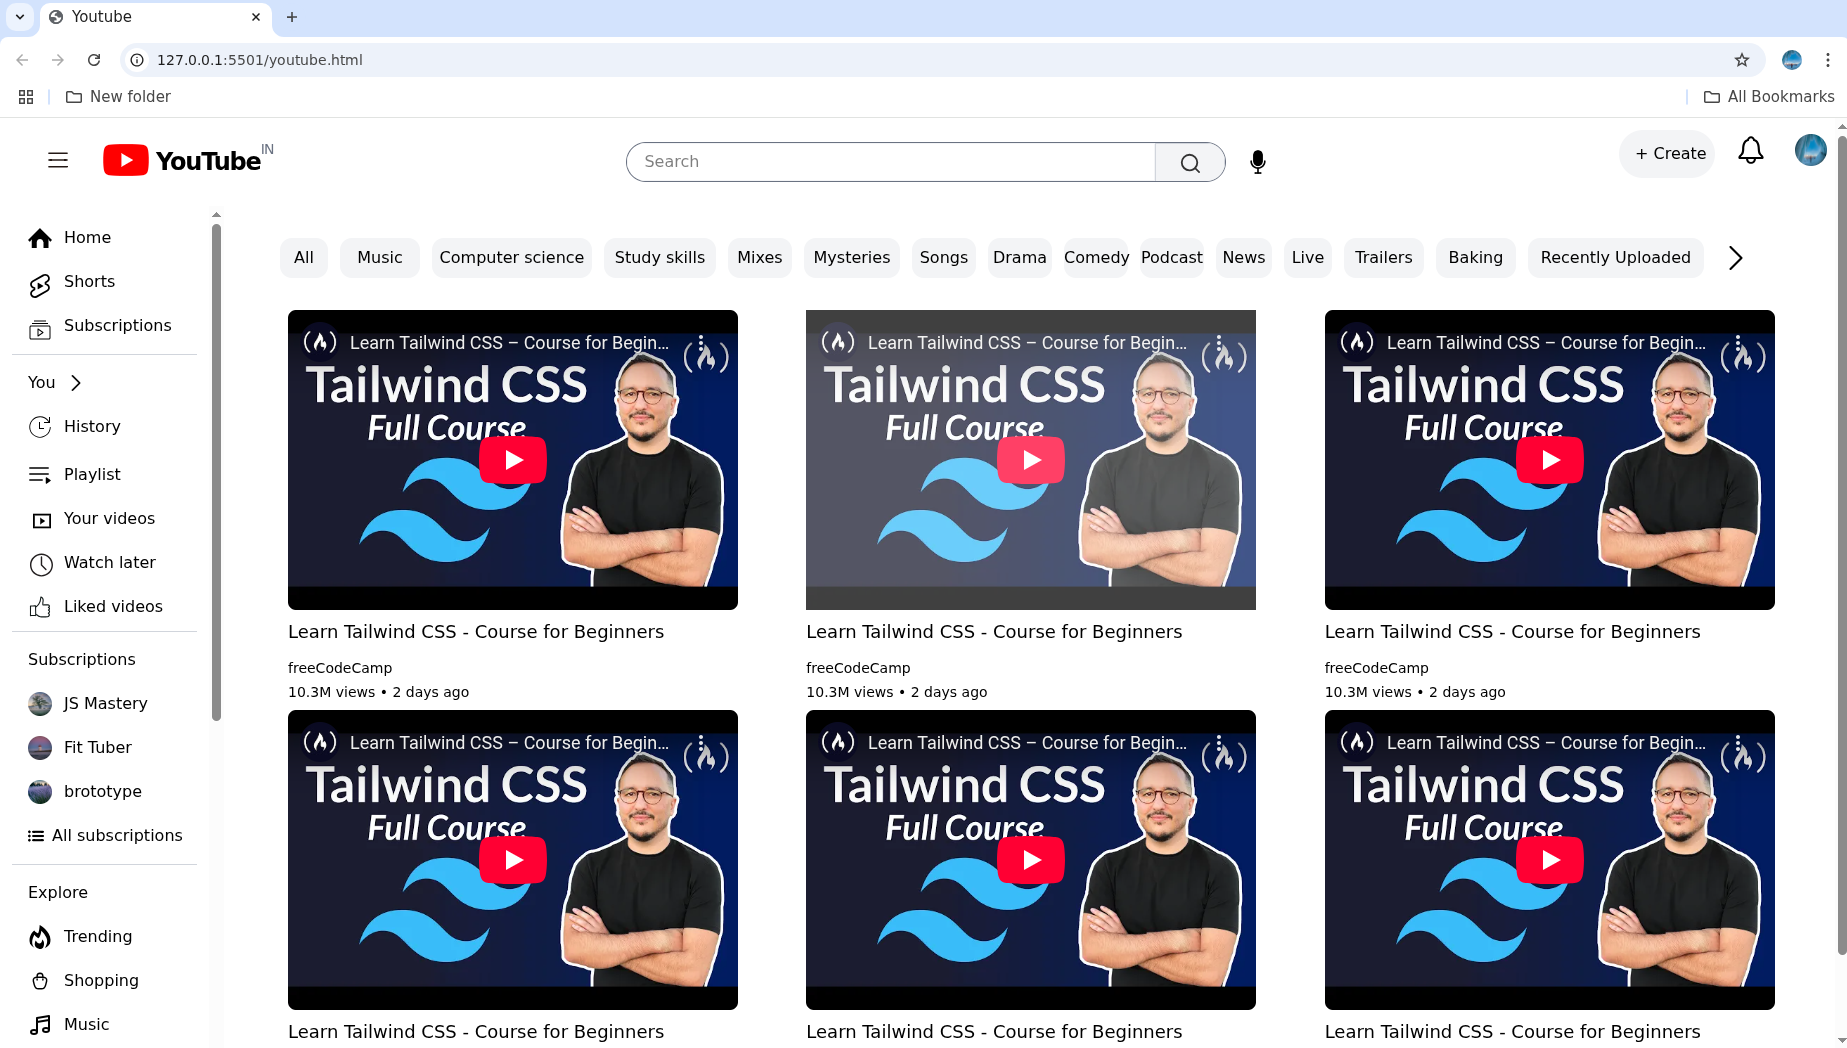 Youtube
127.0.0.1:5501/youtube.html
New folder
All Bookmarks
YouTube IN
Search
+ Create
Home
Shorts
Subscriptions
You
History
Playlist
Your videos
Watch later
Liked videos
Subscriptions
JS Mastery
Fit Tuber
brototype
All subscriptions
Explore
Trending
Shopping
Music
All Music Computer science Study skills Mixes Mysteries Songs Drama Comedy Podcast News Live Trailers Baking Recently Uploaded
Learn Tailwind CSS – Course for Begin...
Tailwind CSS
Full Course
Learn Tailwind CSS - Course for Beginners
freeCodeCamp
10.3M views • 2 days ago
Learn Tailwind CSS – Course for Begin...
Tailwind CSS
Full Course
Learn Tailwind CSS - Course for Beginners
freeCodeCamp
10.3M views • 2 days ago
Learn Tailwind CSS – Course for Begin...
Tailwind CSS
Full Course
Learn Tailwind CSS - Course for Beginners
freeCodeCamp
10.3M views • 2 days ago
Learn Tailwind CSS – Course for Begin...
Tailwind CSS
Full Course
Learn Tailwind CSS - Course for Beginners
Learn Tailwind CSS – Course for Begin...
Tailwind CSS
Full Course
Learn Tailwind CSS - Course for Beginners
Learn Tailwind CSS – Course for Begin...
Tailwind CSS
Full Course
Learn Tailwind CSS - Course for Beginners